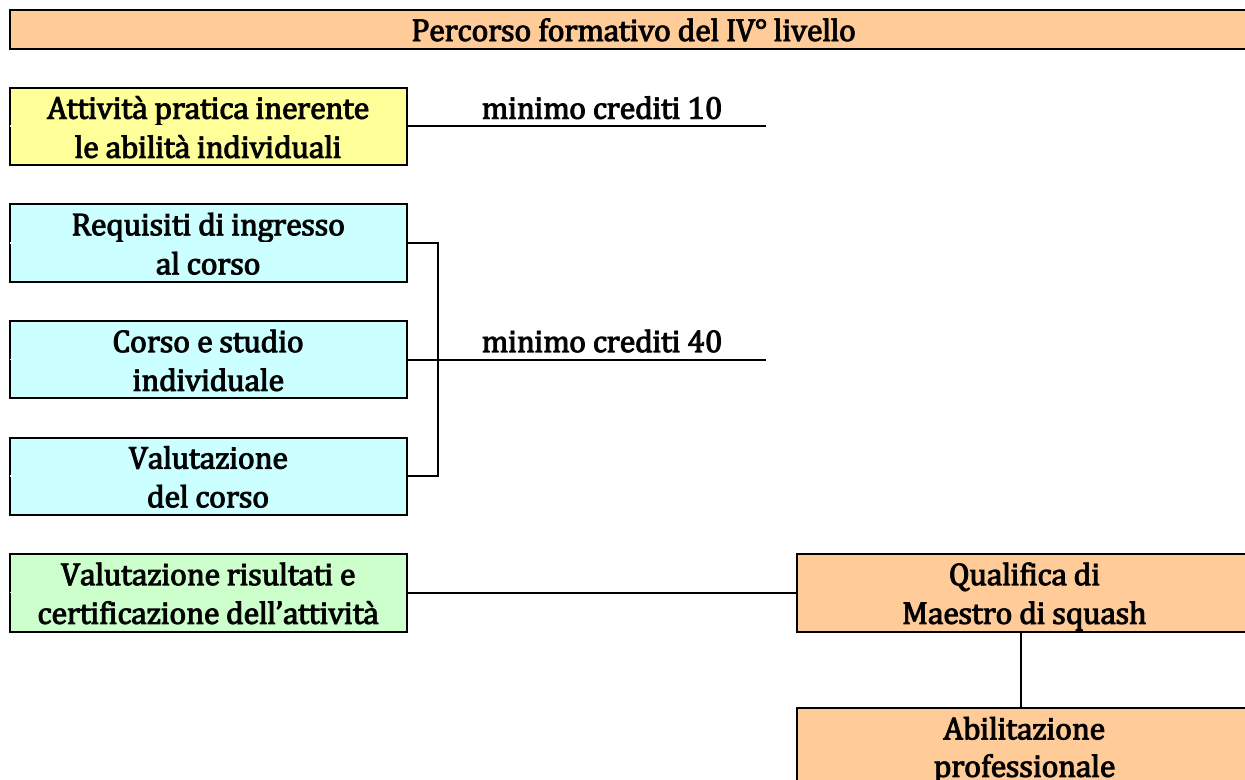 Percorso formativo del IV° livello
Attività pratica inerente
le abilità individuali
minimo crediti 10
Requisiti di ingresso
al corso
Corso e studio
individuale
minimo crediti 40
Valutazione
del corso
Valutazione risultati e
certificazione dell’attività
Qualifica di
Maestro di squash
Abilitazione
professionale